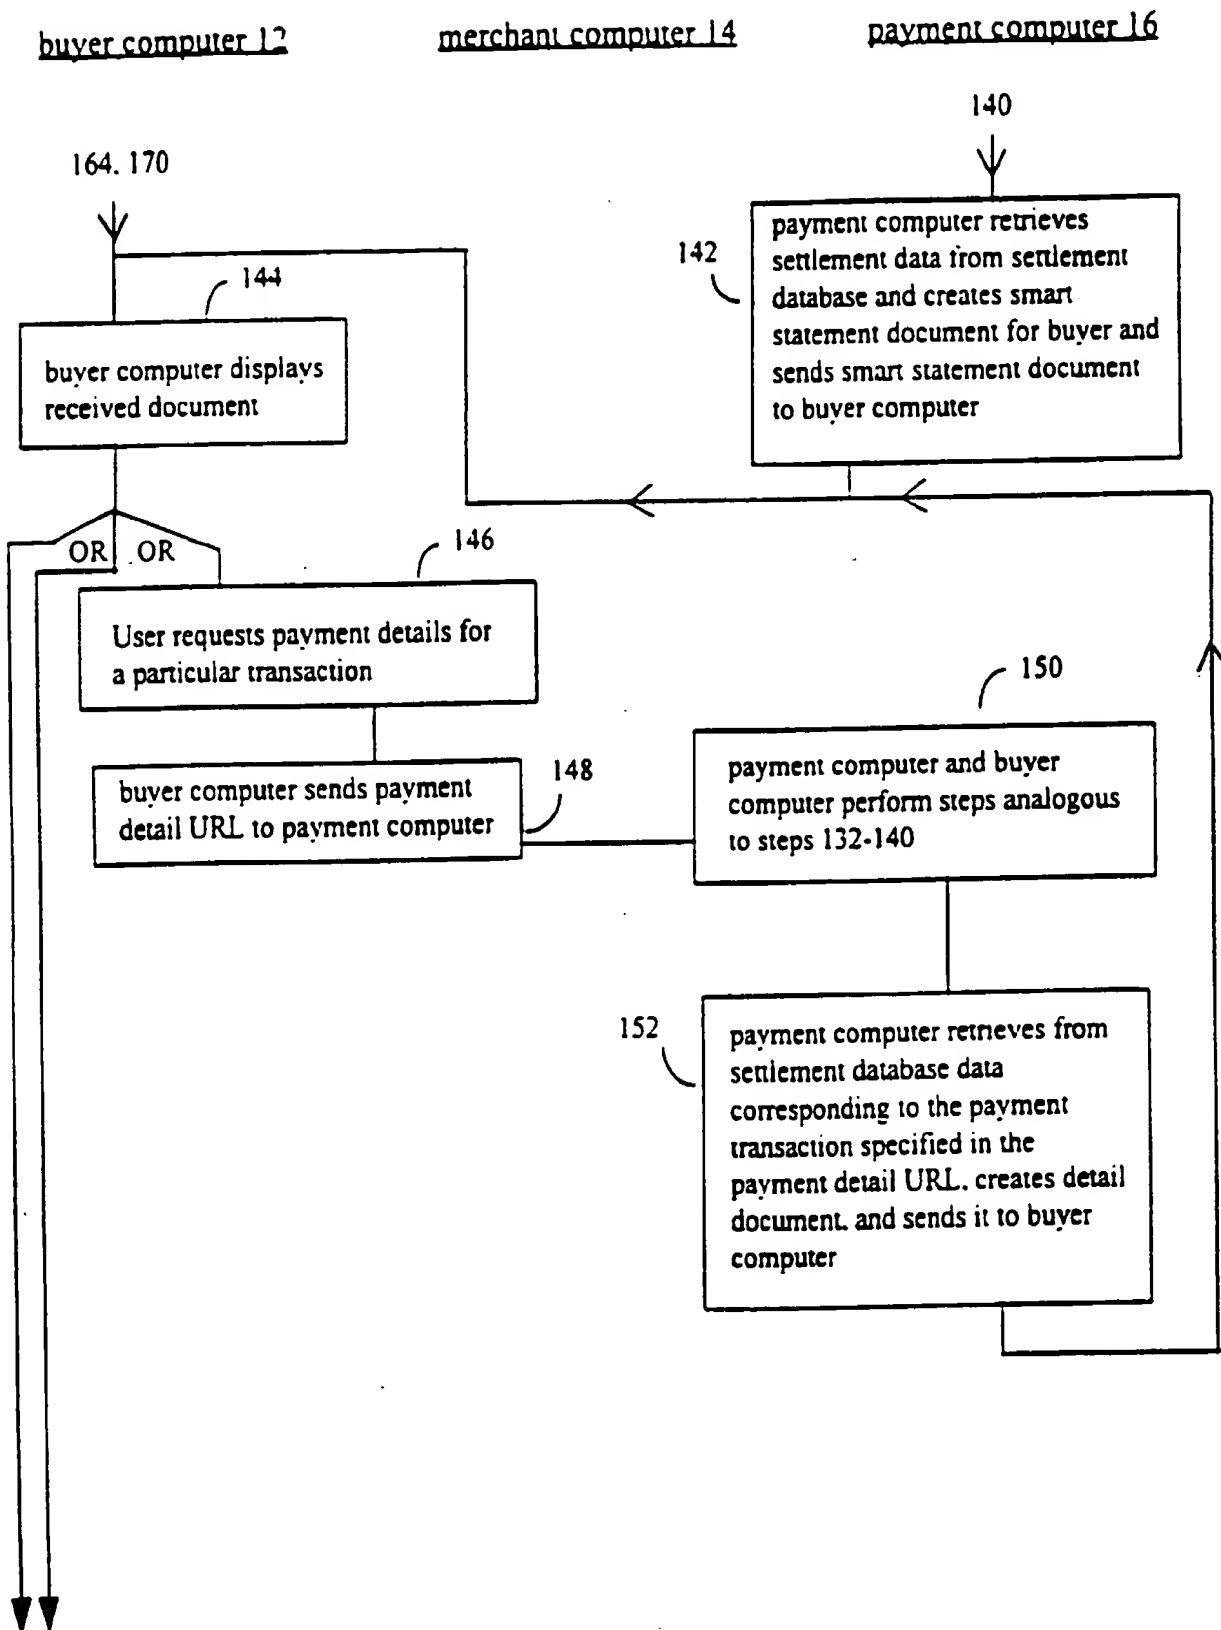 buyer computer 12
merchant computer 14
payment computer 16
140
164, 170
142
payment computer retrieves
settlement data from settlement
database and creates smart
statement document for buyer and
sends smart statement document
to buyer computer
144
buyer computer displays
received document
OR OR
146
User requests payment details for
a particular transaction
148
buyer computer sends payment
detail URL to payment computer
150
payment computer and buyer
computer perform steps analogous
to steps 132-140
152
payment computer retrieves from
settlement database data
corresponding to the payment
transaction specified in the
payment detail URL, creates detail
document, and sends it to buyer
computer